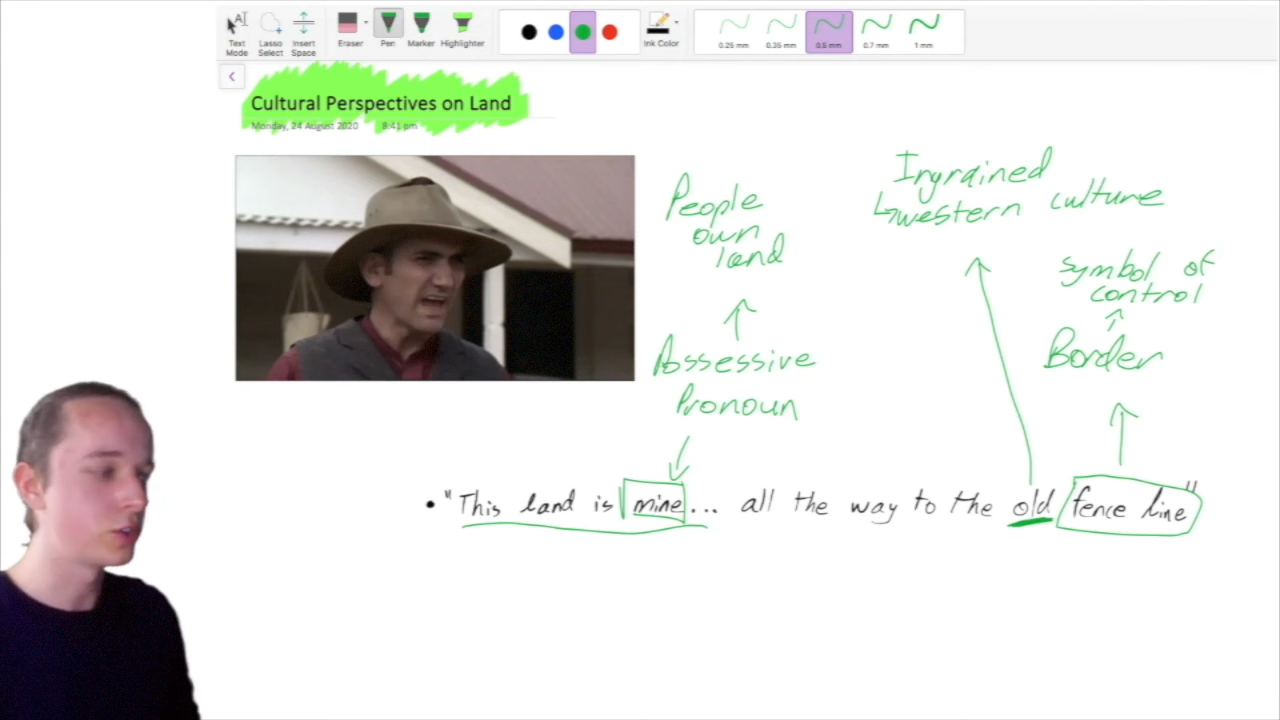 Text Mode
Lasso Select
Insert Space
Eraser
Pen
Marker
Highlighter
Ink Color
0.25 mm
0.35 mm
0.5 mm
0.7 mm
1 mm
Cultural Perspectives on Land
Monday, 24 August 2020 8:41 pm
People
own
land
Ingrained
↳ western culture
symbol of
control
Border
Possessive
Pronoun
• "This land is mine... all the way to the old fence line"